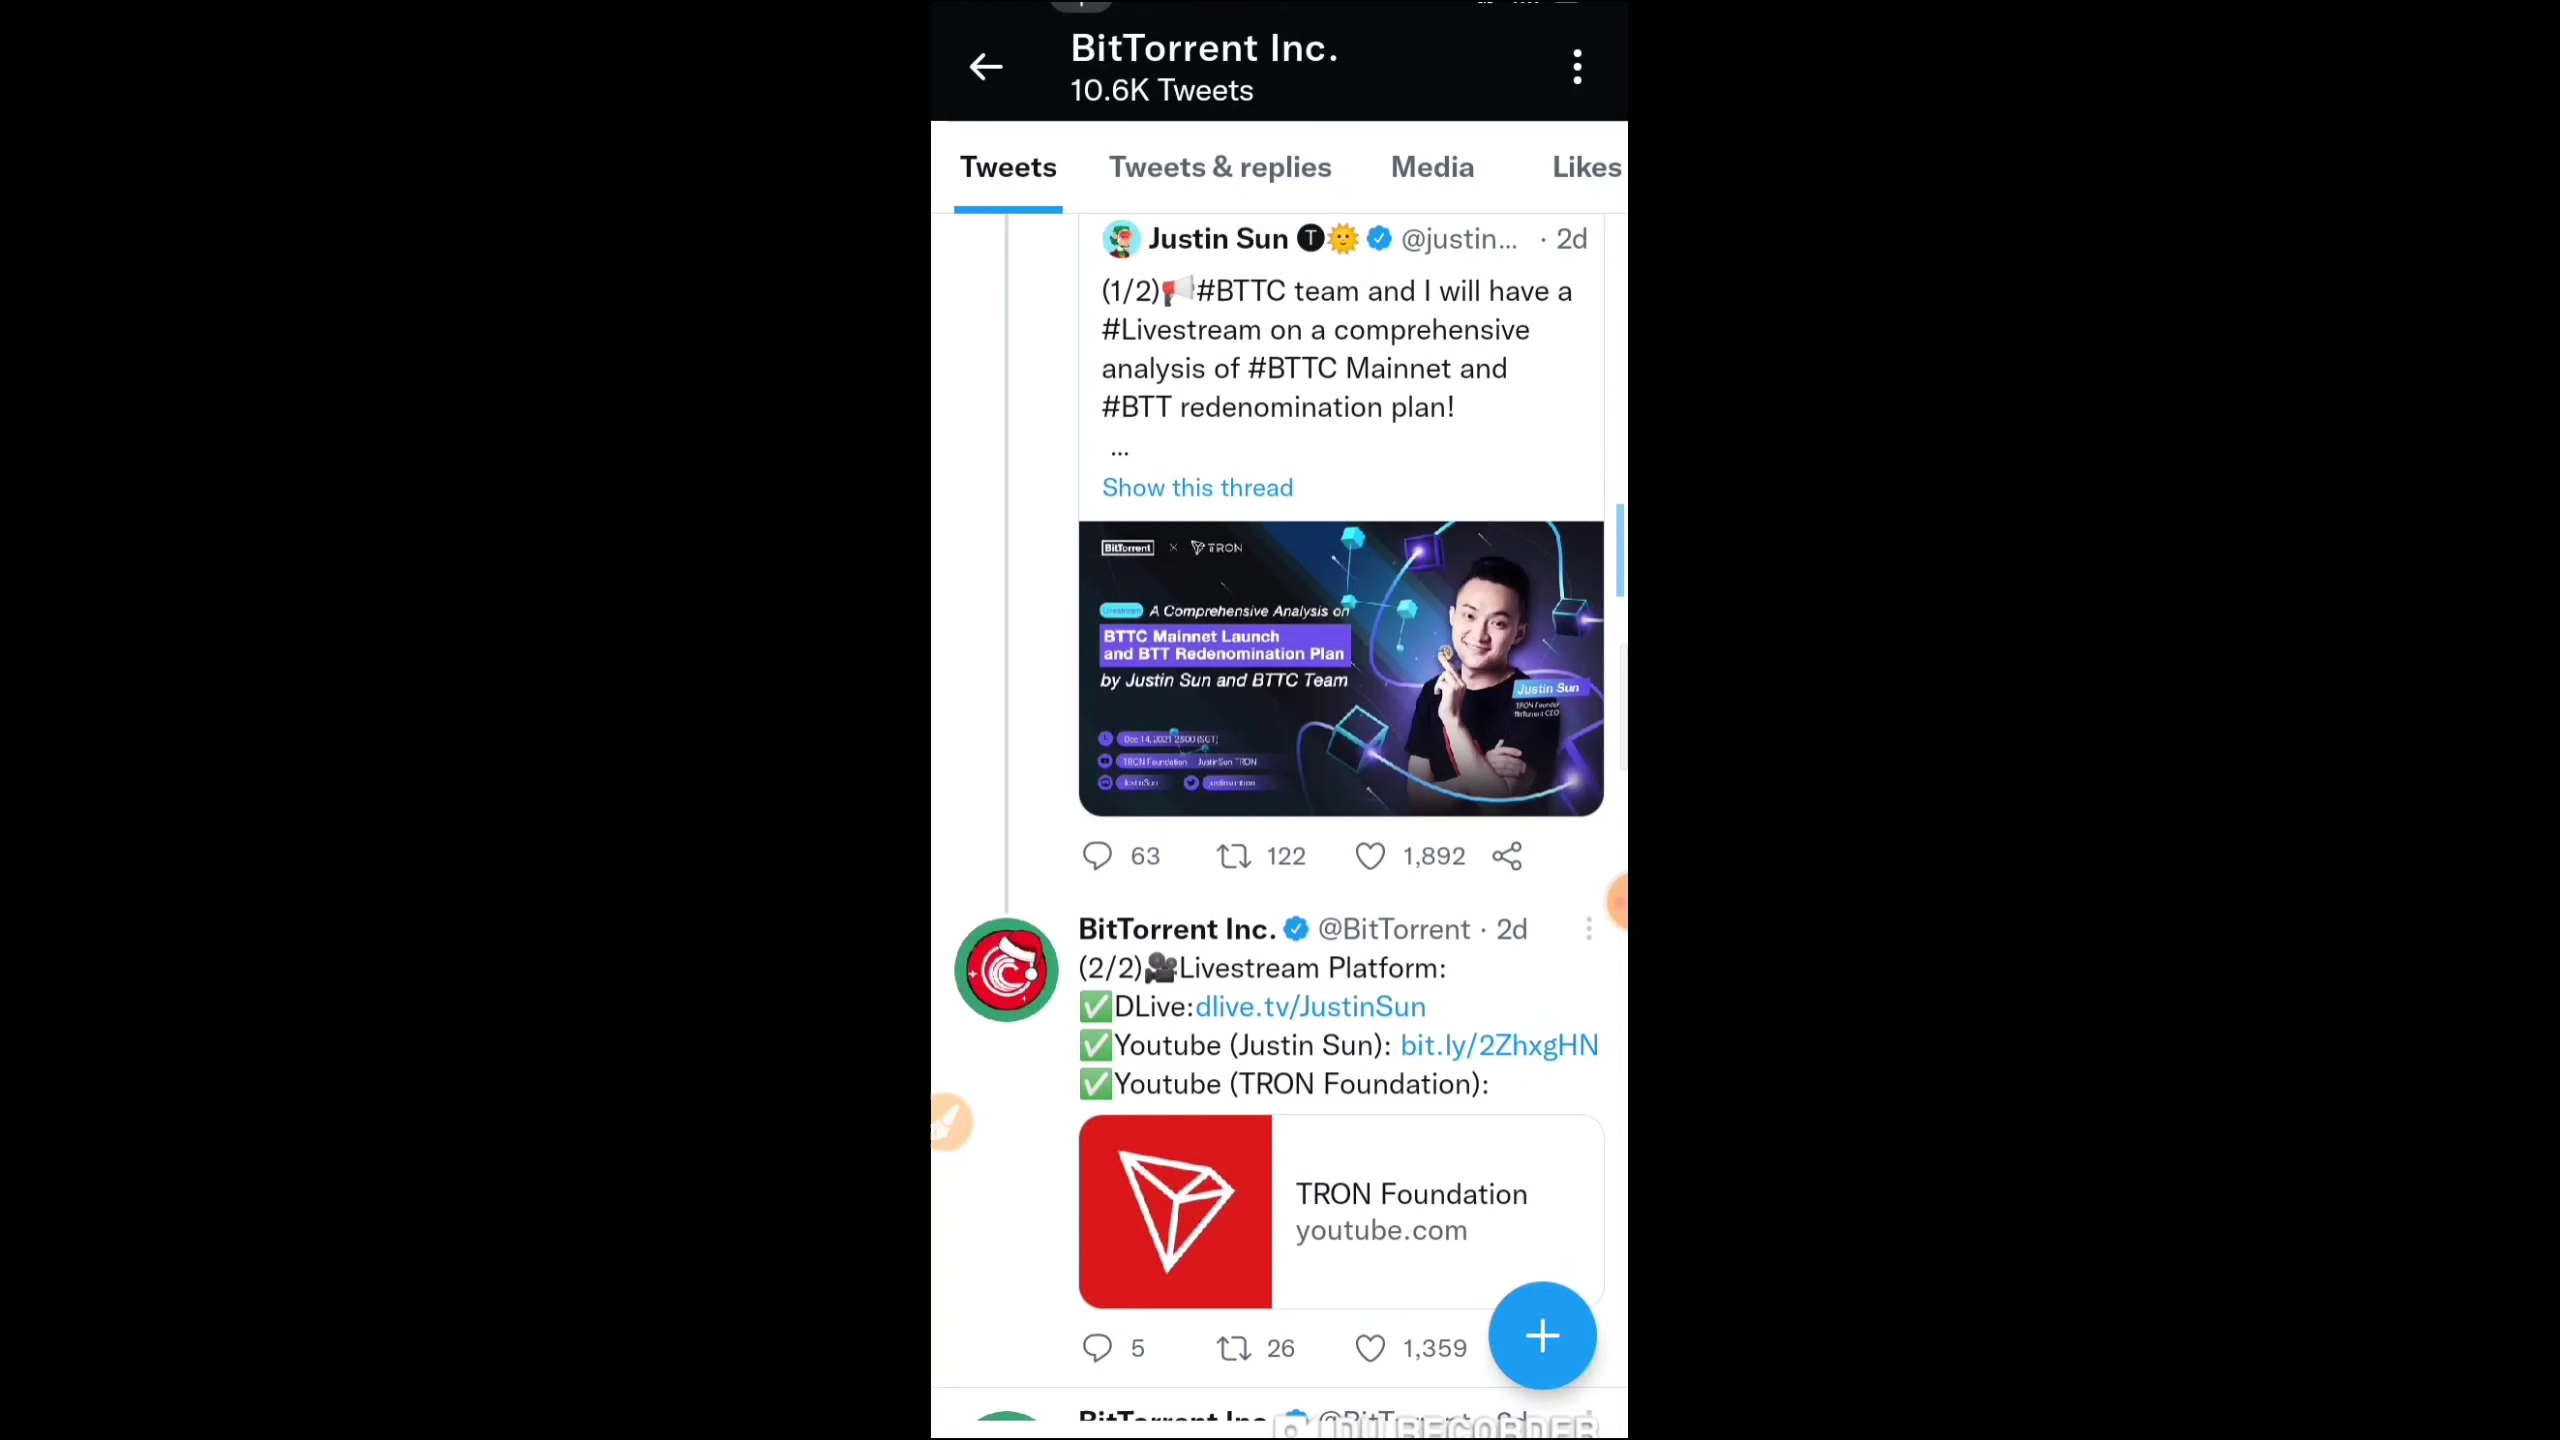 BitTorrent Inc.
10.6K Tweets
Tweets Tweets & replies Media Likes
Justin Sun @justin... · 2d
(1/2)📢#BTTC team and I will have a
#Livestream on a comprehensive
analysis of #BTTC Mainnet and
#BTT redenomination plan!
...
Show this thread
BitTorrent × TRON
Livestream A Comprehensive Analysis on
BTTC Mainnet Launch
and BTT Redenomination Plan
by Justin Sun and BTTC Team
Justin Sun
TRON Founder
BitTorrent CEO
Dec 14, 2021 23:00 (SGT)
TRON Foundation JustinSun TRON
JustinSun justinsuntron
63 122 1,892
BitTorrent Inc. @BitTorrent · 2d
(2/2)🎥Livestream Platform:
✅DLive:dlive.tv/JustinSun
✅Youtube (Justin Sun): bit.ly/2ZhxgHN
✅Youtube (TRON Foundation):
TRON Foundation
youtube.com
5 26 1,359
DU RECORDER